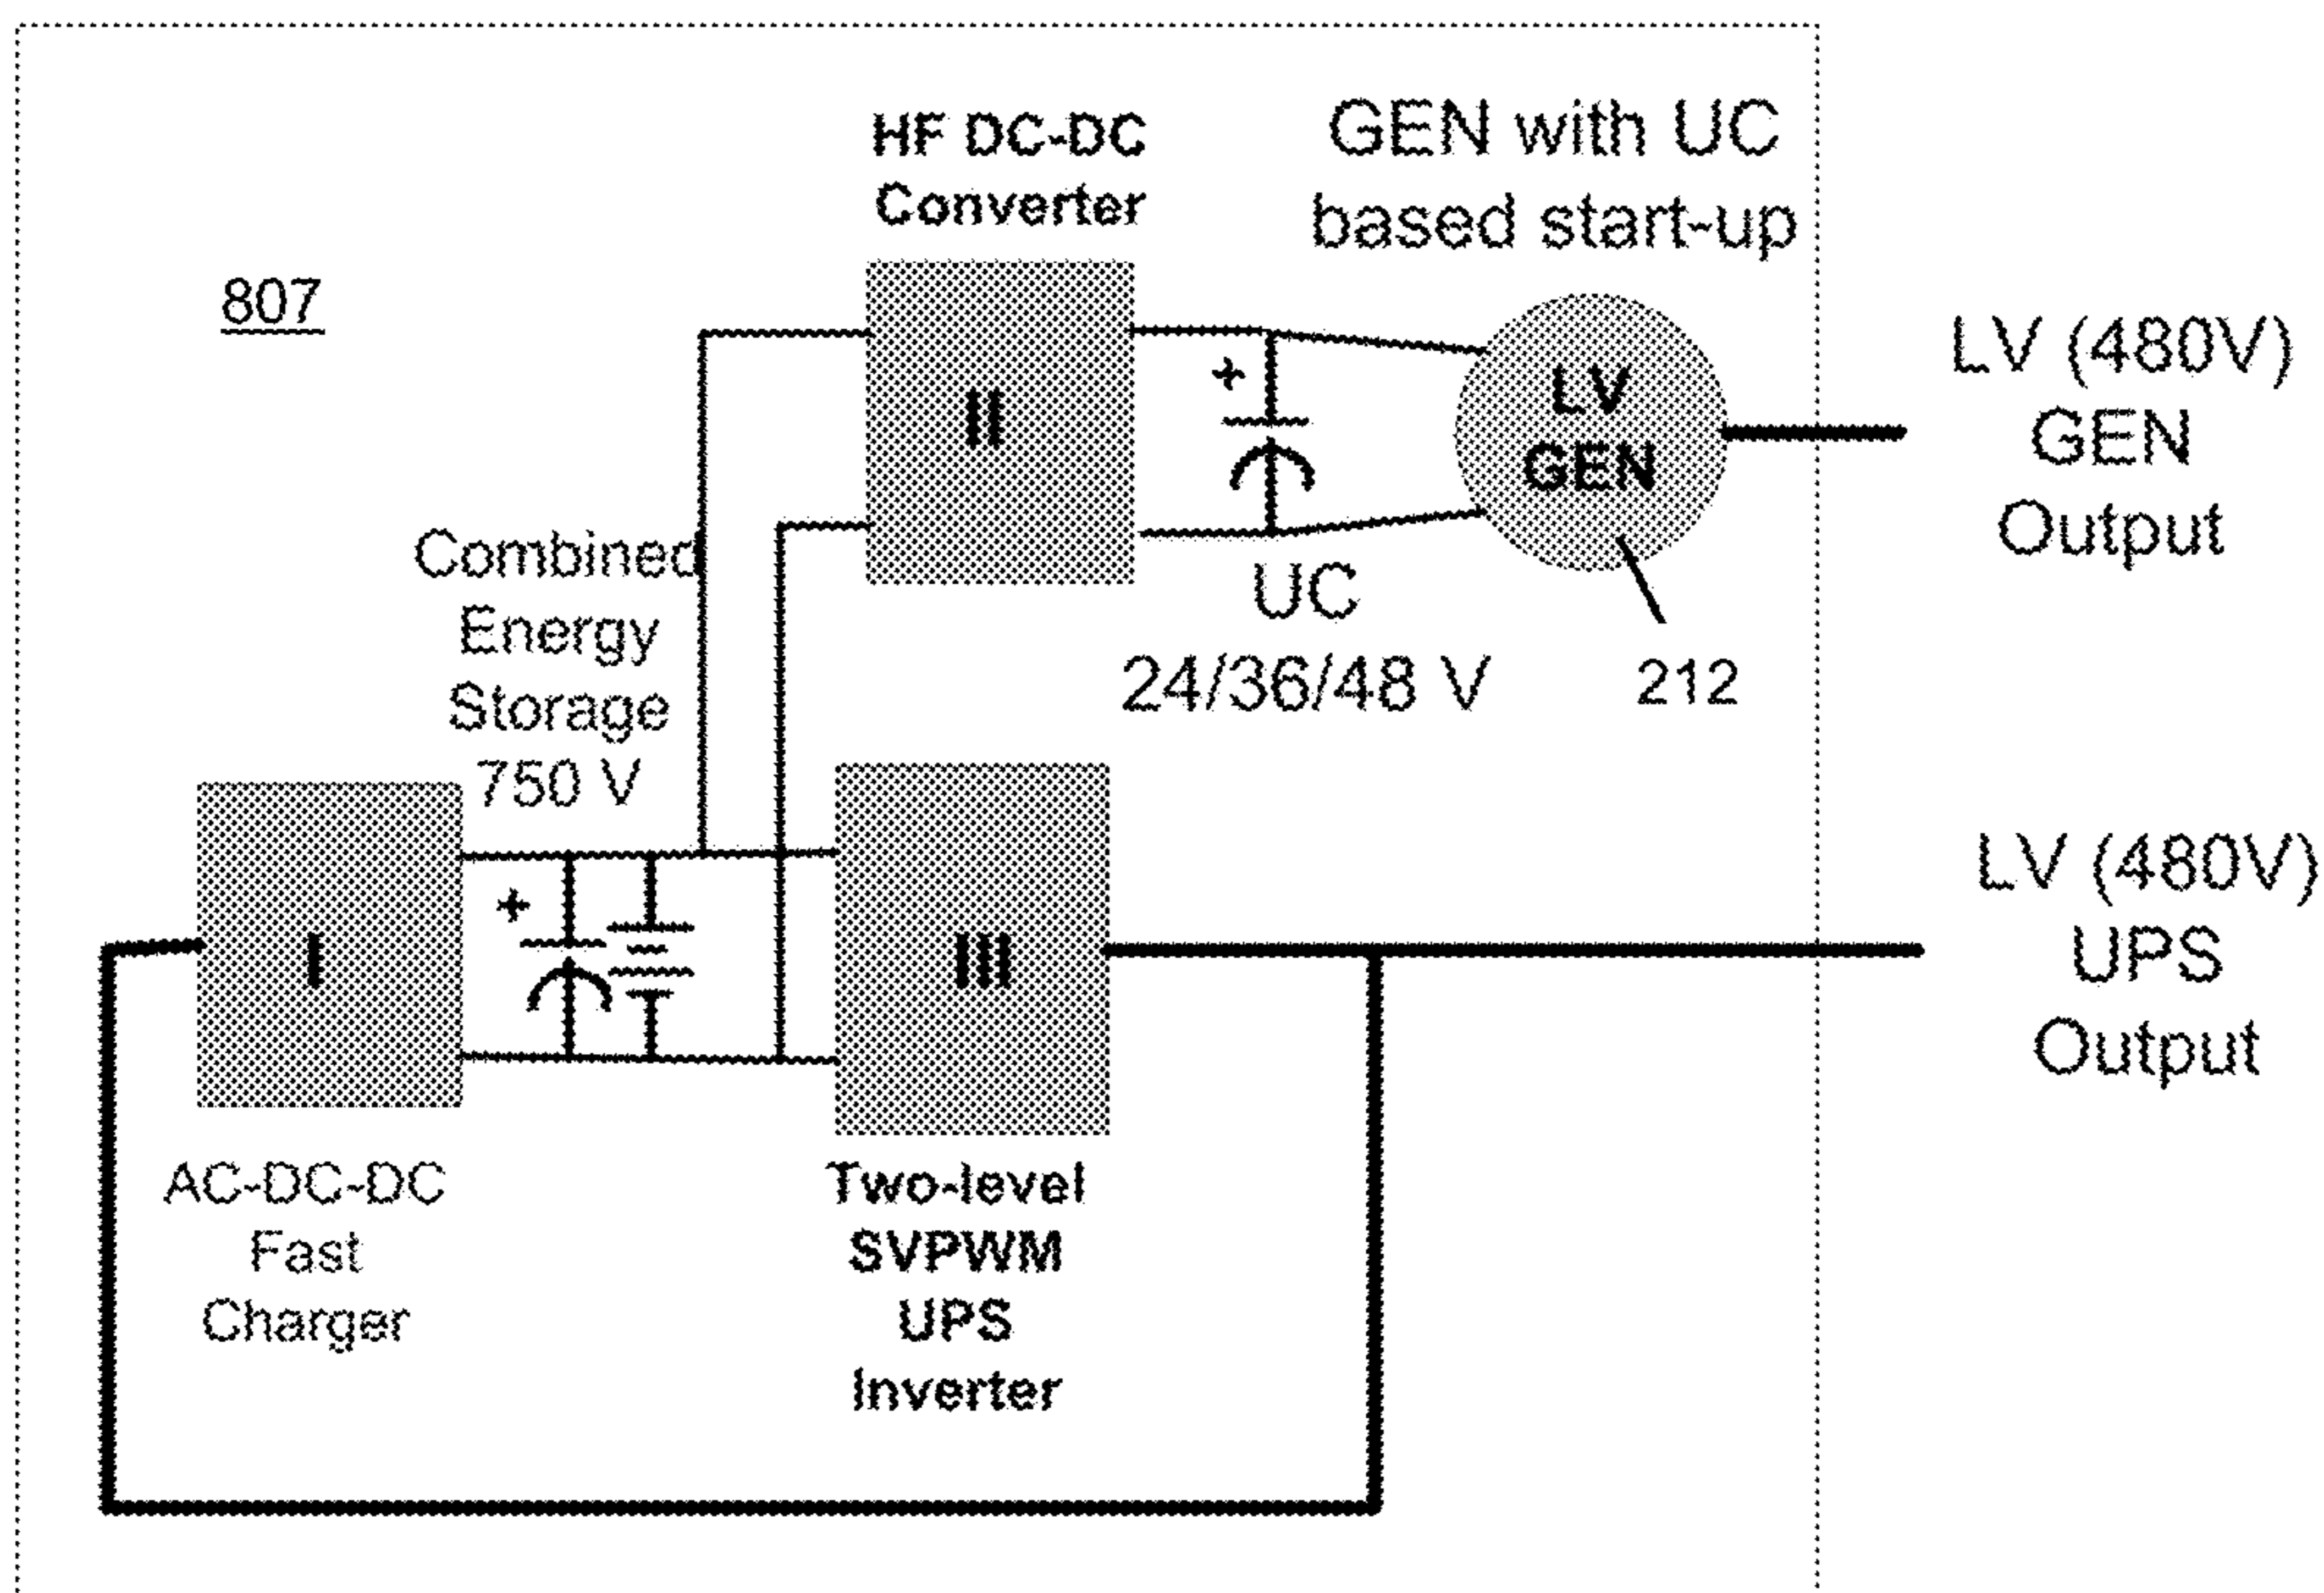 807
HF DC-DC
Converter
GEN with UC
based start-up
+
II
LV
GEN
212
UC
24/36/48 V
LV (480V)
GEN
Output
Combined
Energy
Storage
750 V
+
I
AC-DC-DC
Fast
Charger
III
Two-level
SVPWM
UPS
Inverter
LV (480V)
UPS
Output